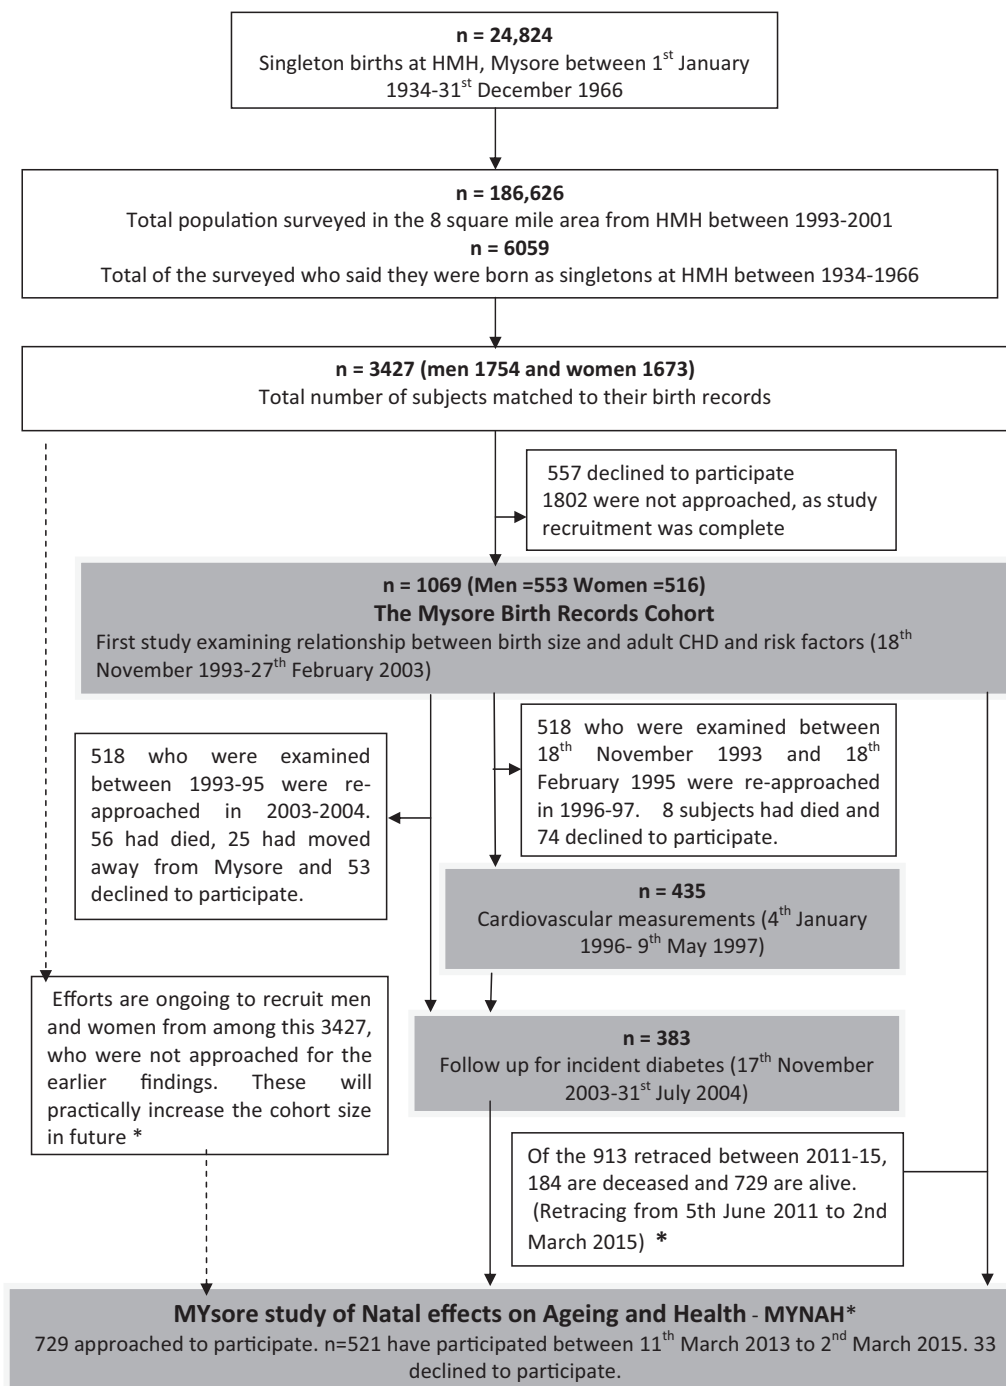 n = 24,824
Singleton births at HMH, Mysore between 1st January
1934-31st December 1966
n = 186,626
Total population surveyed in the 8 square mile area from HMH between 1993-2001
n = 6059
Total of the surveyed who said they were born as singletons at HMH between 1934-1966
n = 3427 (men 1754 and women 1673)
Total number of subjects matched to their birth records
557 declined to participate
1802 were not approached, as study
recruitment was complete
n = 1069 (Men =553 Women =516)
The Mysore Birth Records Cohort
First study examining relationship between birth size and adult CHD and risk factors (18th
November 1993-27th February 2003)
518 who were examined
between 1993-95 were re-
approached in 2003-2004.
56 had died, 25 had moved
away from Mysore and 53
declined to participate.
518 who were examined between
18th November 1993 and 18th
February 1995 were re-approached
in 1996-97. 8 subjects had died and
74 declined to participate.
n = 435
Cardiovascular measurements (4th January
1996- 9th May 1997)
Efforts are ongoing to recruit men
and women from among this 3427,
who were not approached for the
earlier findings. These will
practically increase the cohort size
in future *
n = 383
Follow up for incident diabetes (17th November
2003-31st July 2004)
Of the 913 retraced between 2011-15,
184 are deceased and 729 are alive.
(Retracing from 5th June 2011 to 2nd
March 2015) *
MYsore study of Natal effects on Ageing and Health - MYNAH*
729 approached to participate. n=521 have participated between 11th March 2013 to 2nd March 2015. 33
declined to participate.